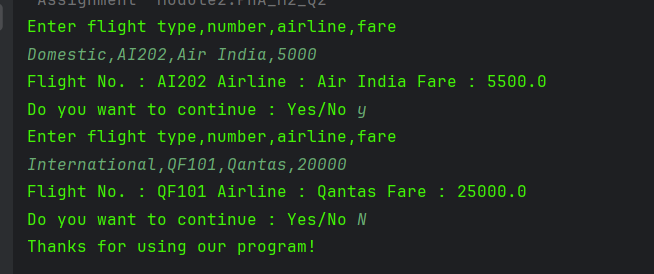 Enter flight type,number,airline,fare
Domestic,AI202,Air India,5000
Flight No. : AI202 Airline : Air India Fare : 5500.0
Do you want to continue : Yes/No y
Enter flight type,number,airline,fare
International,QF101,Qantas,20000
Flight No. : QF101 Airline : Qantas Fare : 25000.0
Do you want to continue : Yes/No N
Thanks for using our program!